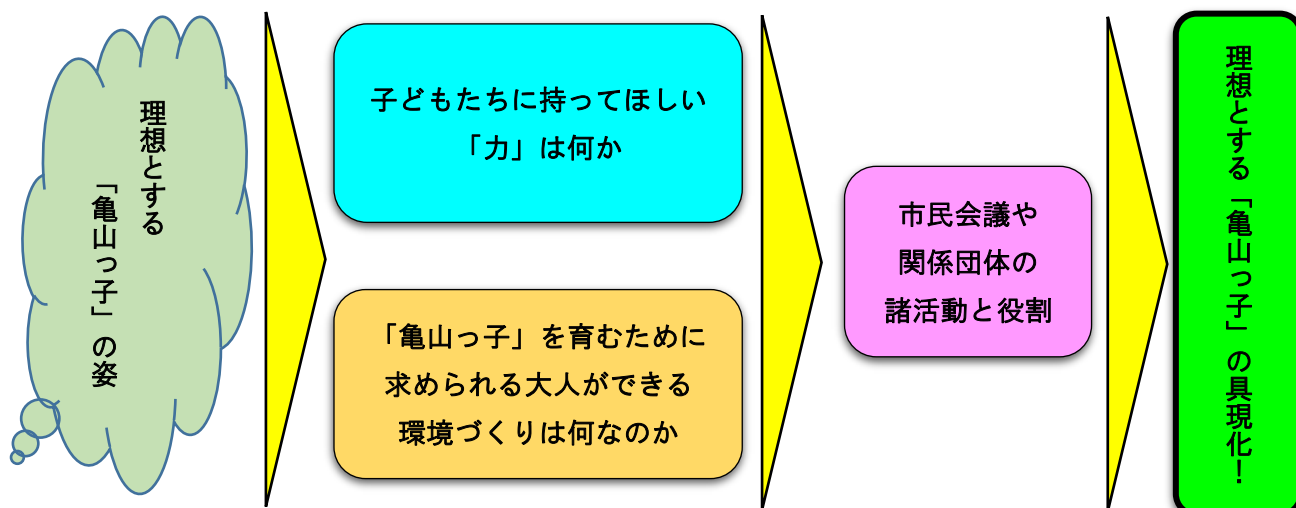 理想とする
「亀山っ子」の姿
子どもたちに持ってほしい
「力」は何か
「亀山っ子」を育むために
求められる大人ができる
環境づくりは何なのか
市民会議や
関係団体の
諸活動と役割
理想とする「亀山っ子」の具現化！